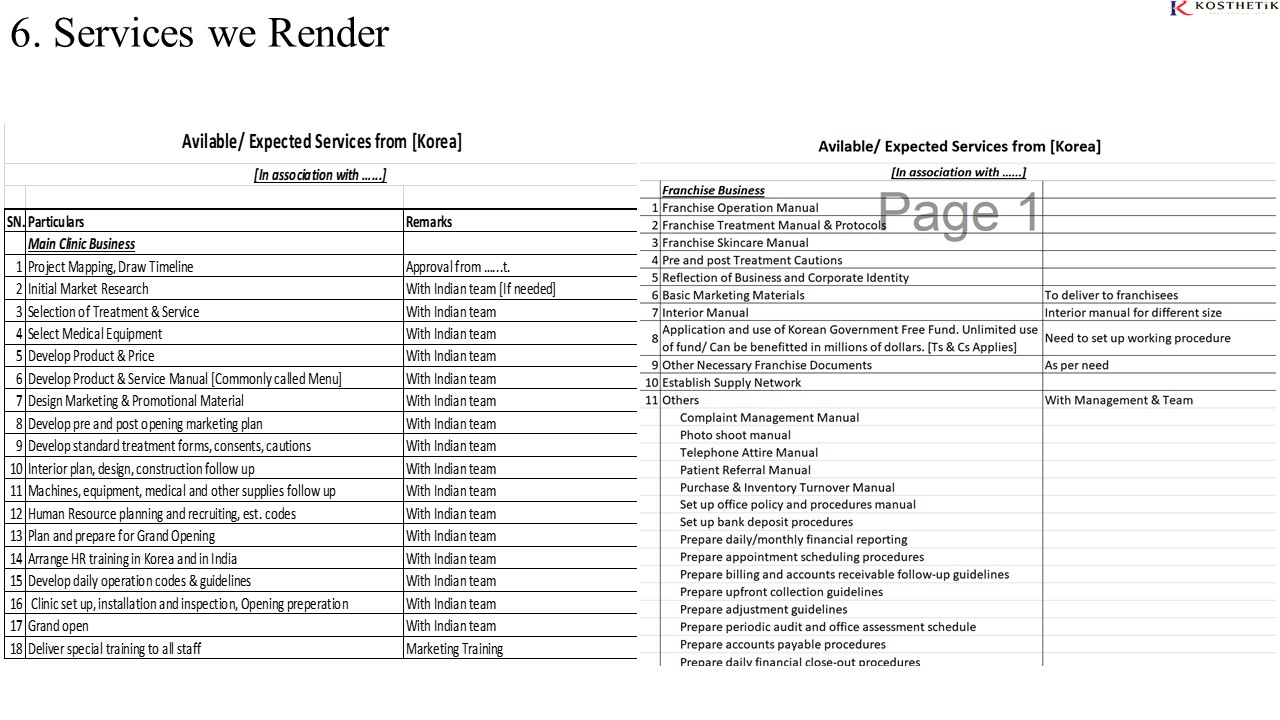 6. Services we Render
KOSTHETiK
Avilable/ Expected Services from [Korea]
[In association with ......]
SN. Particulars Remarks
Main Clinic Business
1 Project Mapping, Draw Timeline Approval from ......t.
2 Initial Market Research With Indian team [If needed]
3 Selection of Treatment & Service With Indian team
4 Select Medical Equipment With Indian team
5 Develop Product & Price With Indian team
6 Develop Product & Service Manual [Commonly called Menu] With Indian team
7 Design Marketing & Promotional Material With Indian team
8 Develop pre and post opening marketing plan With Indian team
9 Develop standard treatment forms, consents, cautions With Indian team
10 Interior plan, design, construction follow up With Indian team
11 Machines, equipment, medical and other supplies follow up With Indian team
12 Human Resource planning and recruiting, est. codes With Indian team
13 Plan and prepare for Grand Opening With Indian team
14 Arrange HR training in Korea and in India With Indian team
15 Develop daily operation codes & guidelines With Indian team
16 Clinic set up, installation and inspection, Opening preperation With Indian team
17 Grand open With Indian team
18 Deliver special training to all staff Marketing Training
Avilable/ Expected Services from [Korea]
[In association with ......]
Franchise Business
Page 1
1 Franchise Operation Manual
2 Franchise Treatment Manual & Protocols
3 Franchise Skincare Manual
4 Pre and post Treatment Cautions
5 Reflection of Business and Corporate Identity
6 Basic Marketing Materials To deliver to franchisees
7 Interior Manual Interior manual for different size
8 Application and use of Korean Government Free Fund. Unlimited use
of fund/ Can be benefitted in millions of dollars. [Ts & Cs Applies] Need to set up working procedure
9 Other Necessary Franchise Documents As per need
10 Establish Supply Network
11 Others With Management & Team
Complaint Management Manual
Photo shoot manual
Telephone Attire Manual
Patient Referral Manual
Purchase & Inventory Turnover Manual
Set up office policy and procedures manual
Set up bank deposit procedures
Prepare daily/monthly financial reporting
Prepare appointment scheduling procedures
Prepare billing and accounts receivable follow-up guidelines
Prepare upfront collection guidelines
Prepare adjustment guidelines
Prepare periodic audit and office assessment schedule
Prepare accounts payable procedures
Prepare daily financial close-out procedures